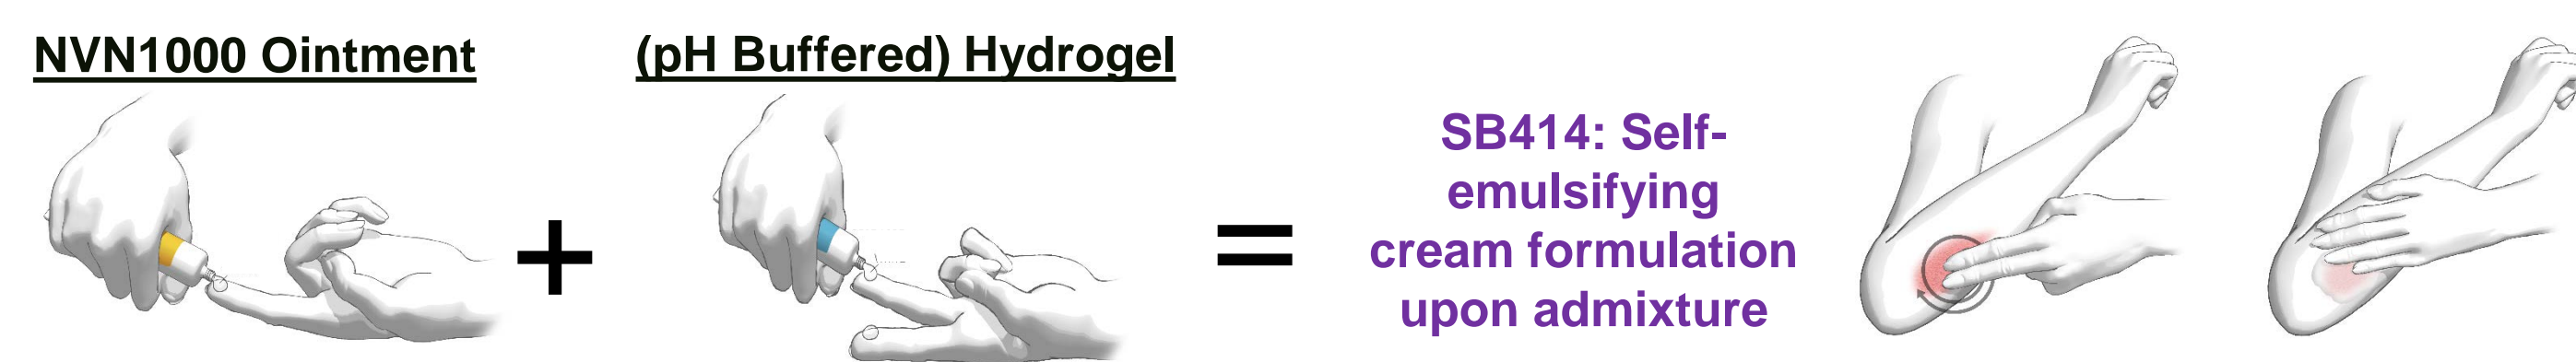 NVN1000 Ointment
(pH Buffered) Hydrogel
+
=
SB414: Self-
emulsifying
cream formulation
upon admixture